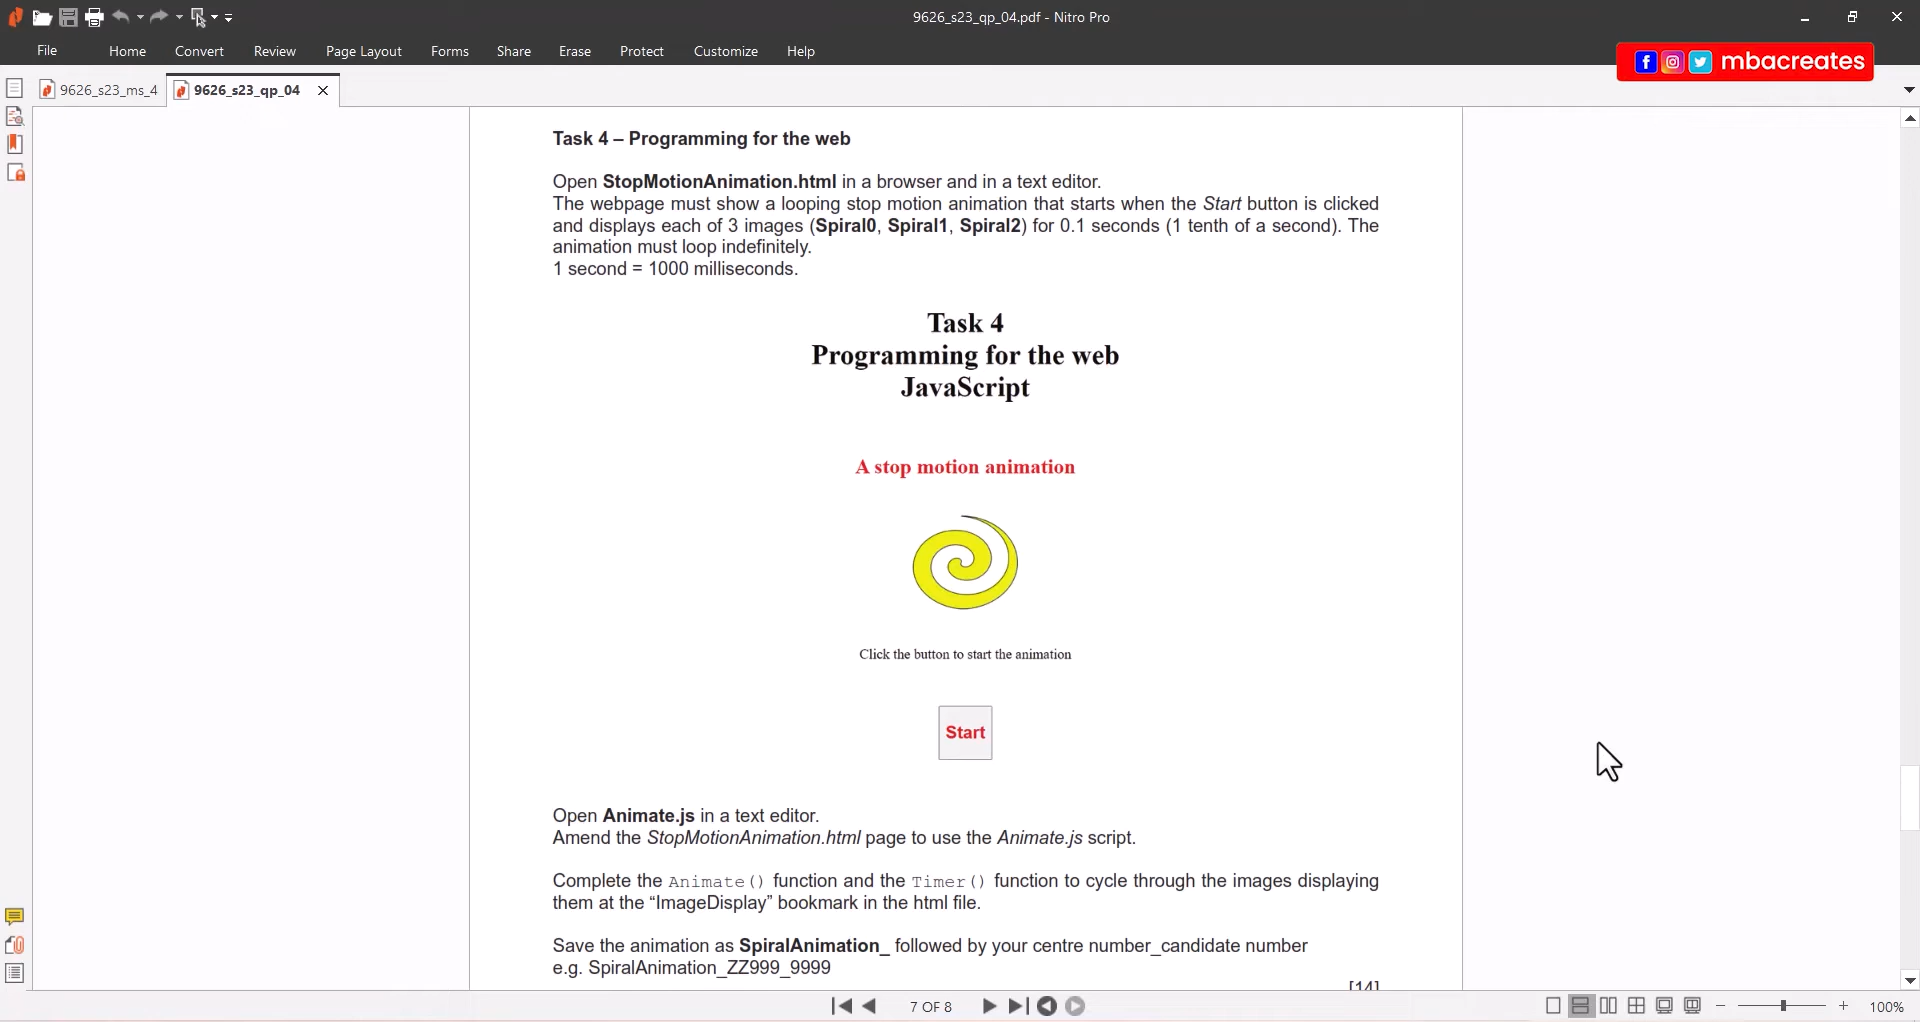 9626_s23_qp_04.pdf - Nitro Pro
File Home Convert Review Page Layout Forms Share Erase Protect Customize Help
mbacreates
9626_s23_ms_4 9626_s23_qp_04
Task 4 – Programming for the web
Open StopMotionAnimation.html in a browser and in a text editor.
The webpage must show a looping stop motion animation that starts when the Start button is clicked
and displays each of 3 images (Spiral0, Spiral1, Spiral2) for 0.1 seconds (1 tenth of a second). The
animation must loop indefinitely.
1 second = 1000 milliseconds.
Task 4
Programming for the web
JavaScript
A stop motion animation
Click the button to start the animation
Start
Open Animate.js in a text editor.
Amend the StopMotionAnimation.html page to use the Animate.js script.
Complete the Animate() function and the Timer() function to cycle through the images displaying
them at the “ImageDisplay” bookmark in the html file.
Save the animation as SpiralAnimation_ followed by your centre number_candidate number
e.g. SpiralAnimation_ZZ999_9999
[14]
7 OF 8
100%